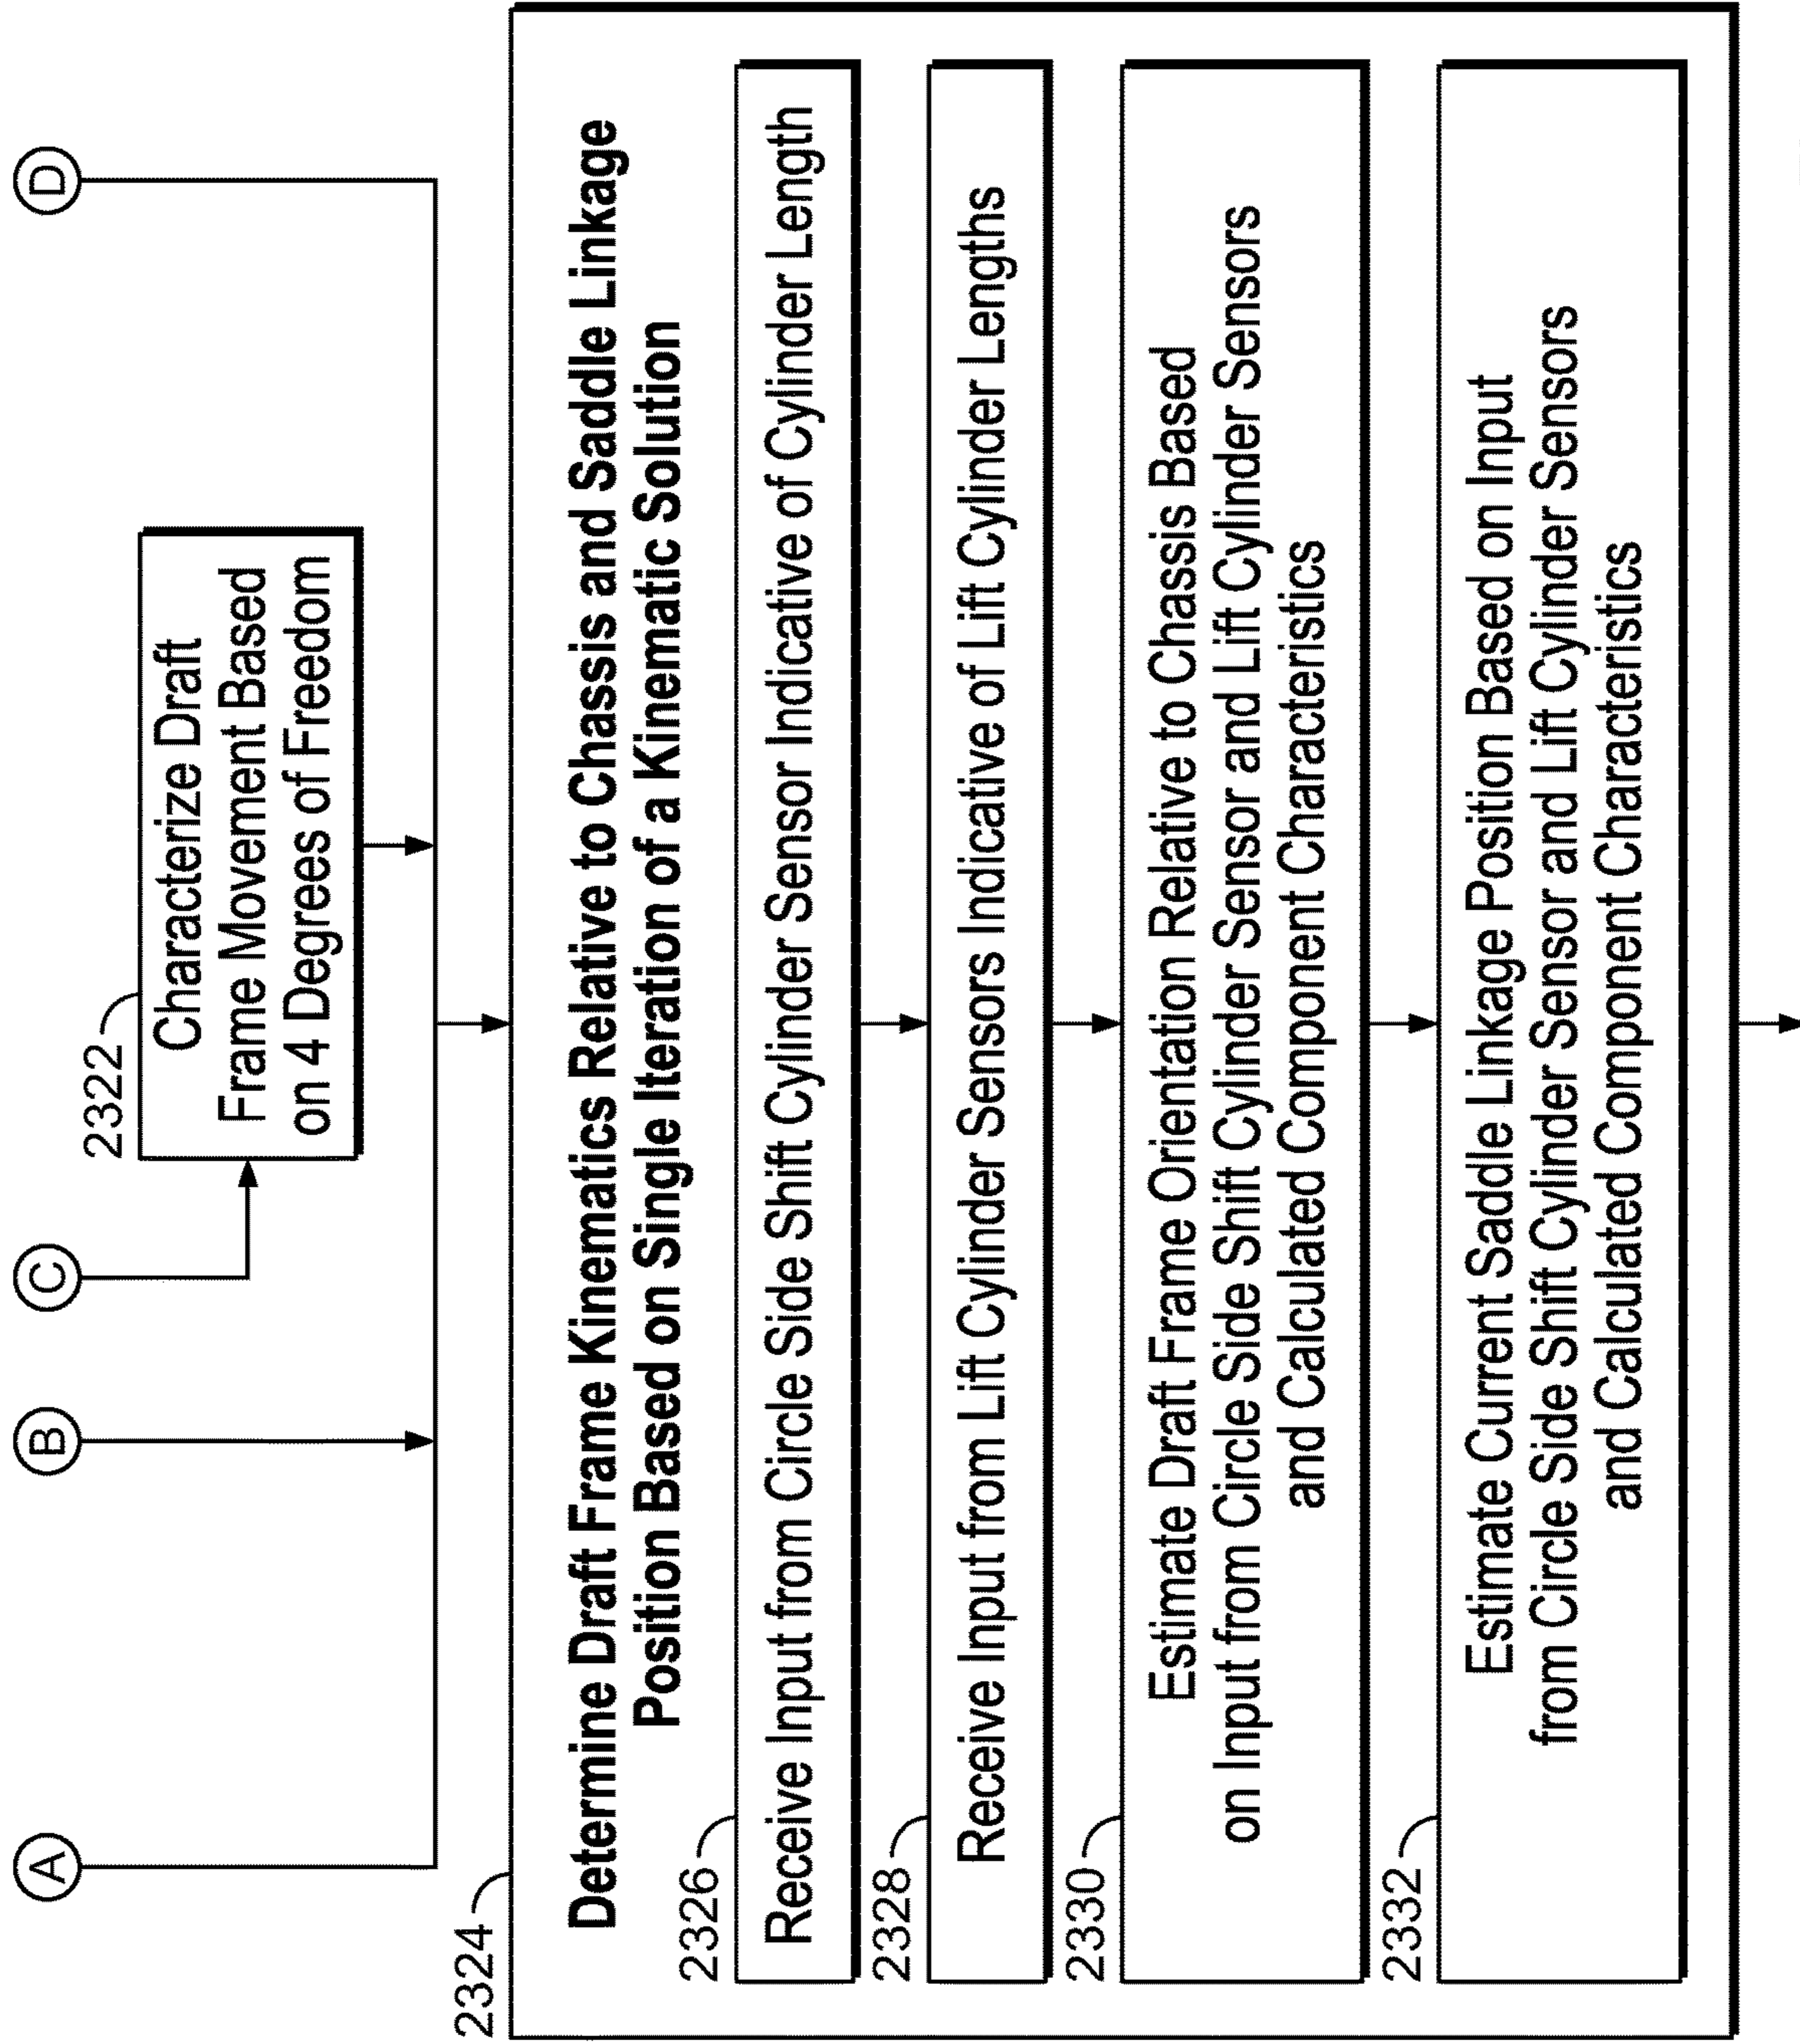 A
B
C
D
2322
Characterize Draft
Frame Movement Based
on 4 Degrees of Freedom
2324
Determine Draft Frame Kinematics Relative to Chassis and Saddle Linkage
Position Based on Single Iteration of a Kinematic Solution
2326
Receive Input from Circle Side Shift Cylinder Sensor Indicative of Cylinder Length
2328
Receive Input from Lift Cylinder Sensors Indicative of Lift Cylinder Lengths
2330
Estimate Draft Frame Orientation Relative to Chassis Based
on Input from Circle Side Shift Cylinder Sensor and Lift Cylinder Sensors
and Calculated Component Characteristics
2332
Estimate Current Saddle Linkage Position Based on Input
from Circle Side Shift Cylinder Sensor and Lift Cylinder Sensors
and Calculated Component Characteristics